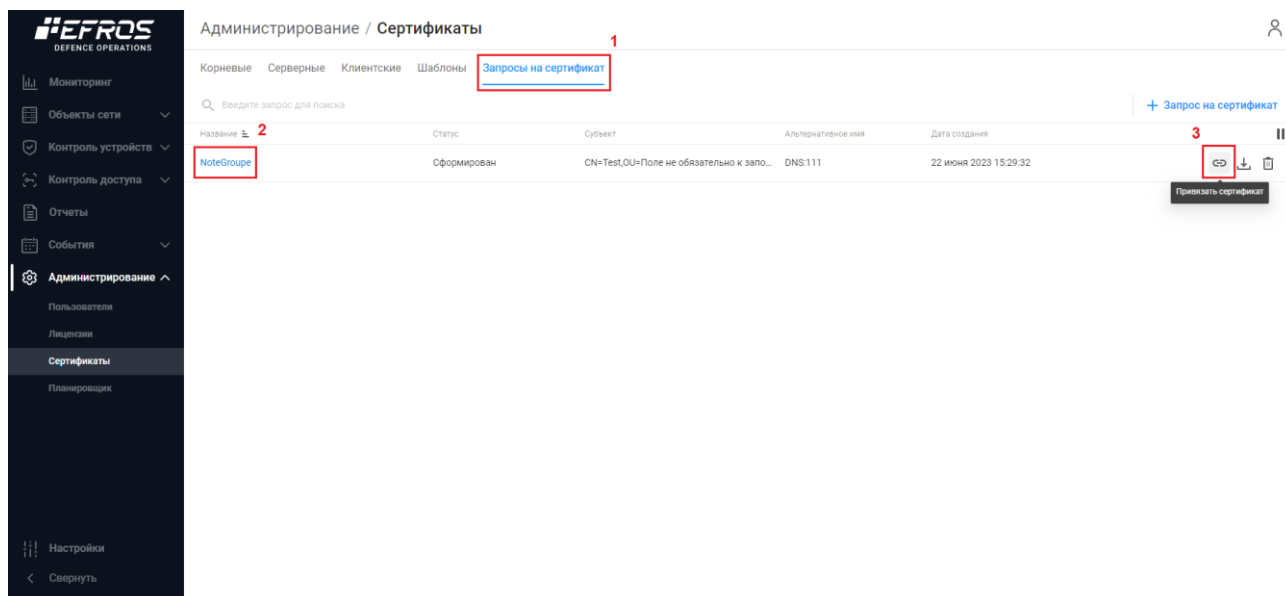 EFROS
DEFENCE OPERATIONS
Мониторинг
Объекты сети
Контроль устройств
Контроль доступа
Отчеты
События
Администрирование
Пользователи
Лицензии
Сертификаты
Планировщик
Настройки
Свернуть
Администрирование / Сертификаты
1
Корневые Серверные Клиентские Шаблоны Запросы на сертификат
Введите запрос для поиска
+ Запрос на сертификат
Название 2 Статус Субъект Альтернативное имя Дата создания 3
NoteGroupe Сформирован CN=Test,OU=Поле не обязательно к запо... DNS:111 22 июня 2023 15:29:32
Привязать сертификат